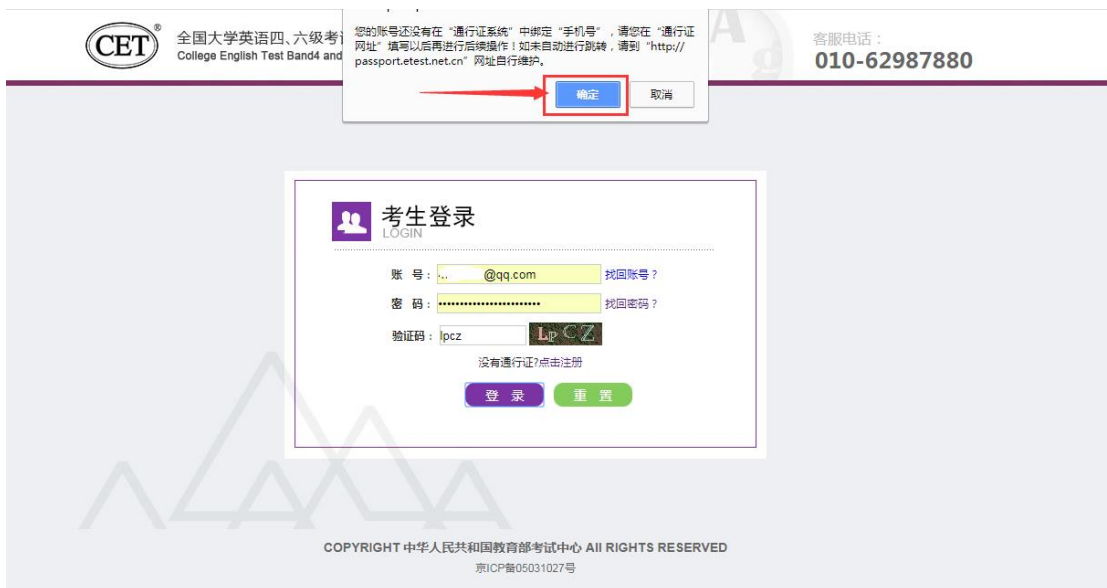 CET®
全国大学英语四、六级考
College English Test Band4 and
您的账号还没有在“通行证系统”中绑定“手机号”，请您在“通行证
网址”填写以后再进行后续操作！如未自动进行跳转，请到“http://
passport.etest.net.cn”网址自行维护。
确定
取消
客服电话：
010-62987880
考生登录
LOGIN
账 号：
@qq.com
找回账号？
密 码：
找回密码？
验证码：
lpcz
LpCZ
没有通行证?点击注册
登 录
重 置
COPYRIGHT 中华人民共和国教育部考试中心 All RIGHTS RESERVED
京ICP备05031027号